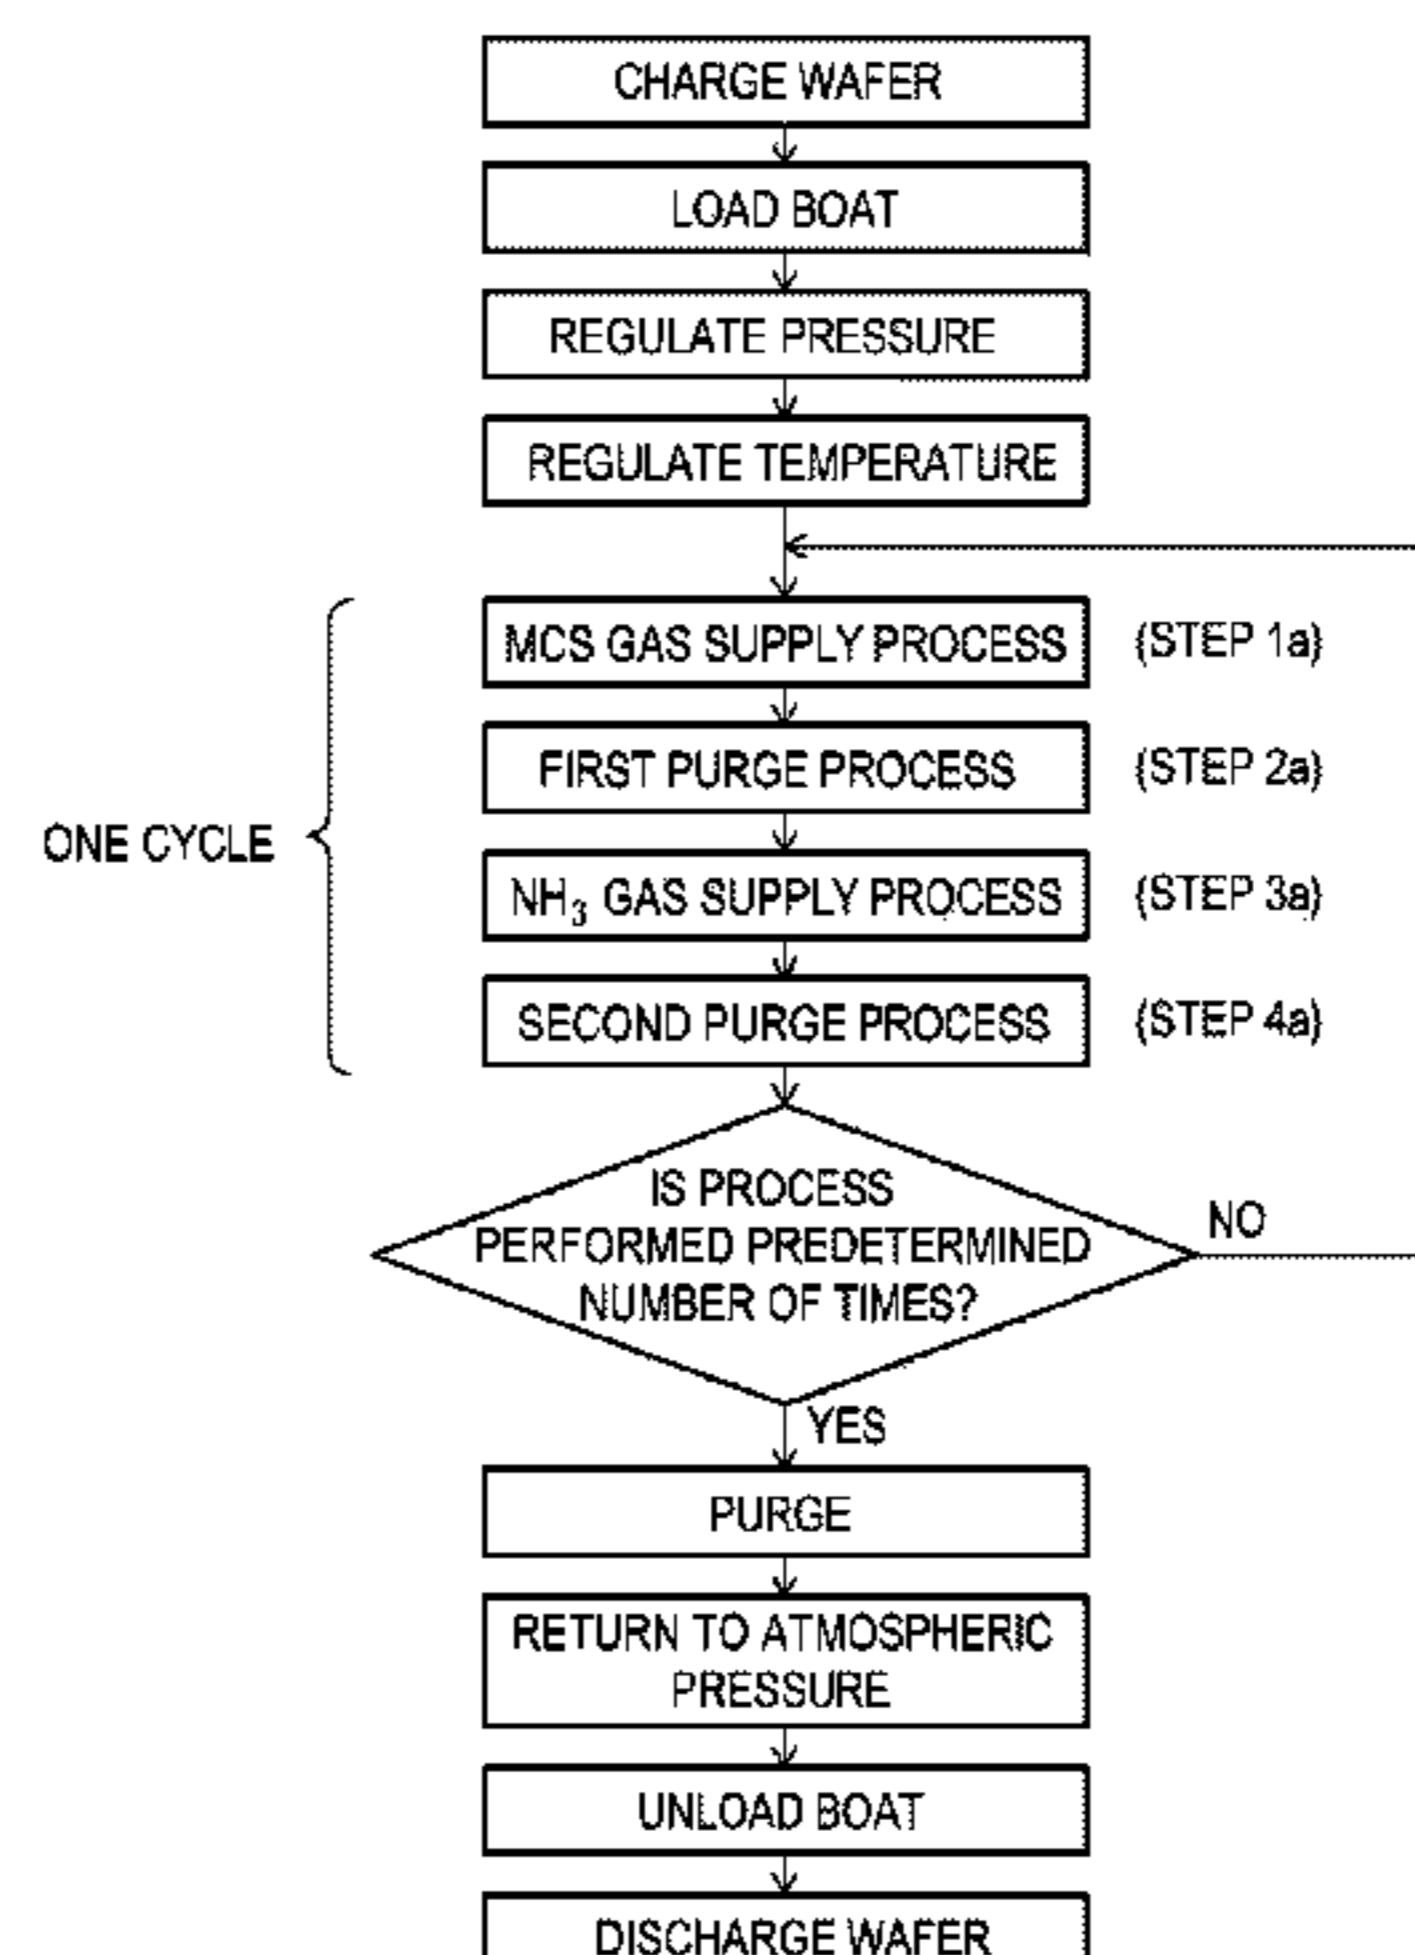 CHARGE WAFER
LOAD BOAT
REGULATE PRESSURE
REGULATE TEMPERATURE
MCS GAS SUPPLY PROCESS (STEP 1a)
FIRST PURGE PROCESS (STEP 2a)
ONE CYCLE
NH₃ GAS SUPPLY PROCESS (STEP 3a)
SECOND PURGE PROCESS (STEP 4a)
IS PROCESS
PERFORMED PREDETERMINED
NUMBER OF TIMES?
NO
YES
PURGE
RETURN TO ATMOSPHERIC
PRESSURE
UNLOAD BOAT
DISCHARGE WAFER